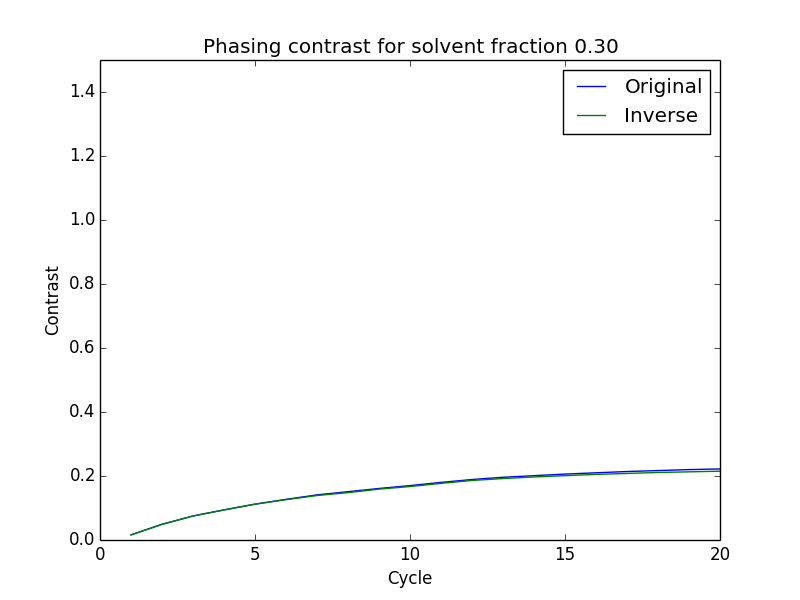 Phasing contrast for solvent fraction 0.30
Original
Inverse
1.4
1.2
1.0
0.8
0.6
0.4
0.2
0.0
Contrast
0 5 10 15 20
Cycle